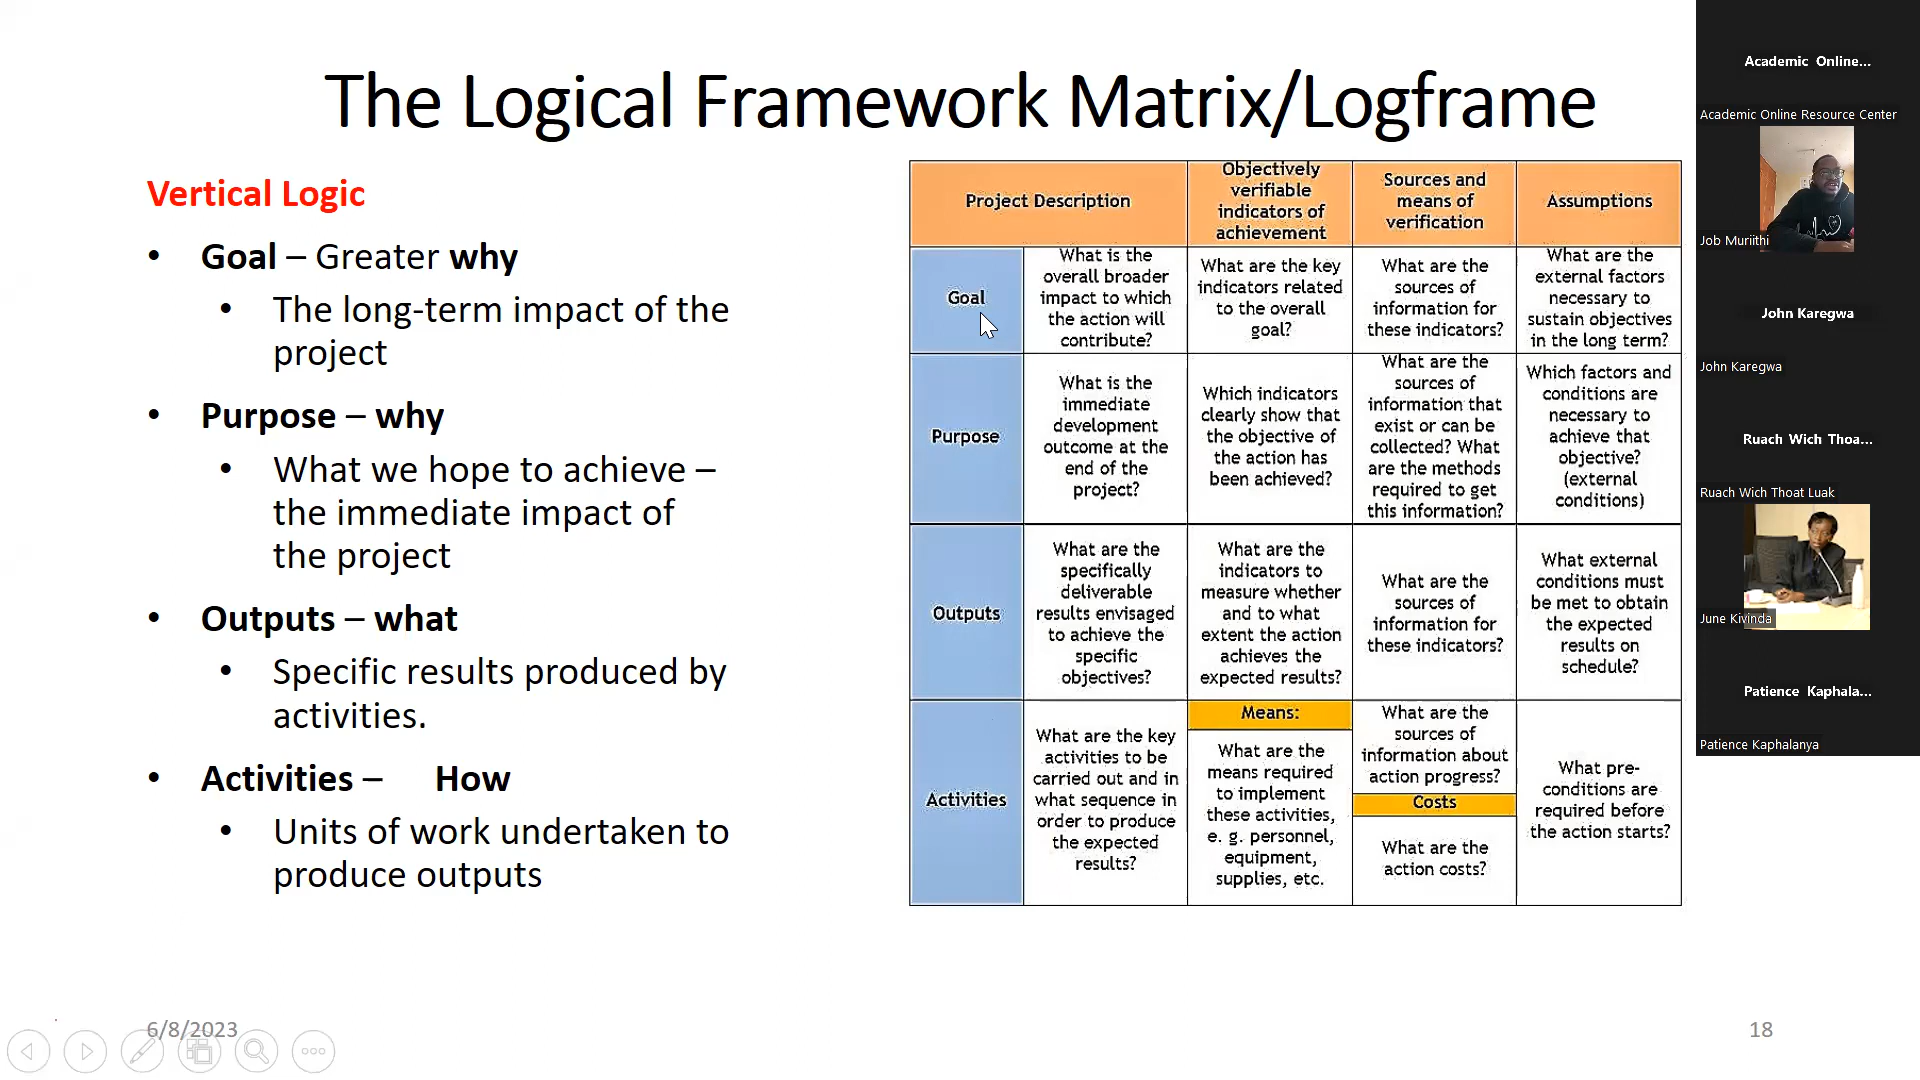 The Logical Framework Matrix/Logframe
Vertical Logic
• Goal – Greater why
• The long-term impact of the
project
• Purpose – why
• What we hope to achieve –
the immediate impact of
the project
• Outputs – what
• Specific results produced by
activities.
• Activities – How
• Units of work undertaken to
produce outputs
Project Description
Objectively
verifiable
indicators of
achievement
Sources and
means of
verification
Assumptions
Goal
What is the
overall broader
impact to which
the action will
contribute?
What are the key
indicators related
to the overall
goal?
What are the
sources of
information for
these indicators?
What are the
external factors
necessary to
sustain objectives
in the long term?
Purpose
What is the
immediate
development
outcome at the
end of the
project?
Which indicators
clearly show that
the objective of
the action has
been achieved?
What are the
sources of
information that
exist or can be
collected? What
are the methods
required to get
this information?
Which factors and
conditions are
necessary to
achieve that
objective?
(external
conditions)
Outputs
What are the
specifically
deliverable
results envisaged
to achieve the
specific
objectives?
What are the
indicators to
measure whether
and to what
extent the action
achieves the
expected results?
What are the
sources of
information for
these indicators?
What external
conditions must
be met to obtain
the expected
results on
schedule?
Activities
What are the key
activities to be
carried out and in
what sequence in
order to produce
the expected
results?
Means:
What are the
means required
to implement
these activities,
e. g. personnel,
equipment,
supplies, etc.
What are the
sources of
information about
action progress?
Costs
What are the
action costs?
What pre-
conditions are
required before
the action starts?
6/8/2023
18
Academic Online...
Academic Online Resource Center
Job Muriithi
John Karegwa
John Karegwa
Ruach Wich Thoa...
Ruach Wich Thoat Luak
June Kivinda
Patience Kaphala...
Patience Kaphalanya